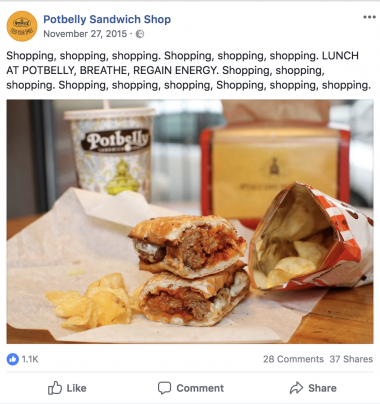 Potbelly Sandwich Shop
November 27, 2015 ·
Shopping, shopping, shopping. Shopping, shopping, shopping. LUNCH
AT POTBELLY, BREATHE, REGAIN ENERGY. Shopping, shopping,
shopping. Shopping, shopping, shopping, Shopping, shopping, shopping.
Potbelly
1.1K
28 Comments 37 Shares
Like
Comment
Share